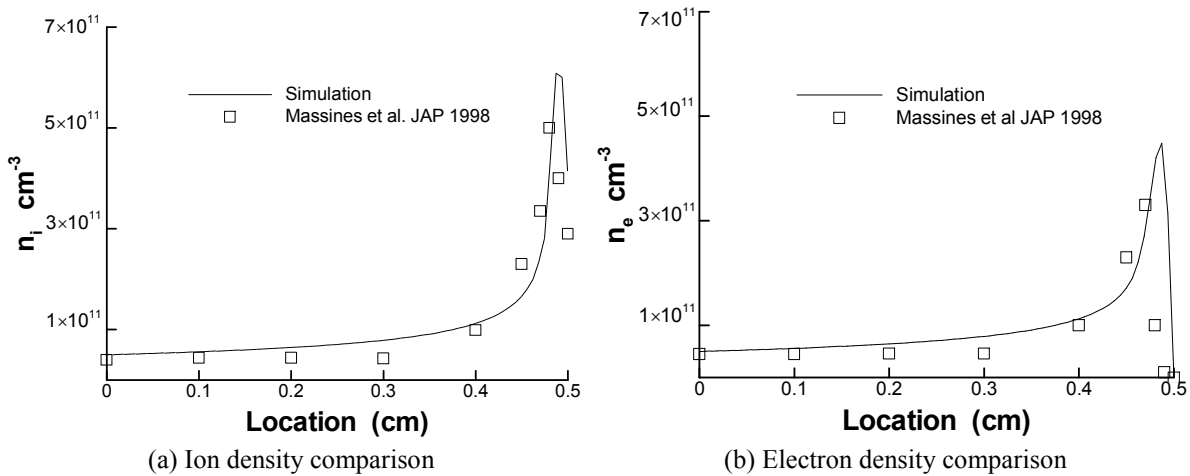 7×10¹¹
5×10¹¹
3×10¹¹
1×10¹¹
nᵢ cm⁻³
Simulation
Massines et al. JAP 1998
0 0.1 0.2 0.3 0.4 0.5
Location (cm)
(a) Ion density comparison
7×10¹¹
5×10¹¹
3×10¹¹
1×10¹¹
nₑ cm⁻³
Simulation
Massines et al JAP 1998
0 0.1 0.2 0.3 0.4 0.5
Location (cm)
(b) Electron density comparison